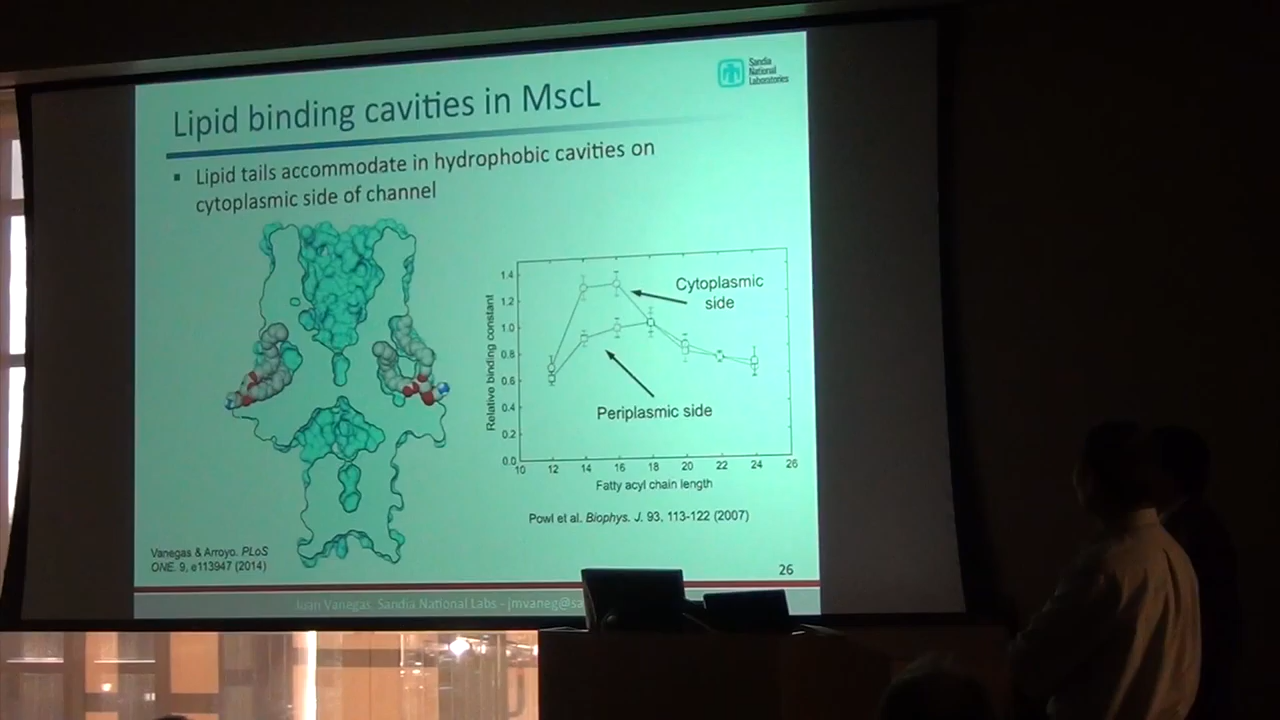 Sandia
National
Laboratories
Lipid binding cavities in MscL
▪ Lipid tails accommodate in hydrophobic cavities on
cytoplasmic side of channel
Relative binding constant
1.4
1.2
1.0
0.8
0.6
0.4
0.2
0.0
10 12 14 16 18 20 22 24 26
Fatty acyl chain length
Cytoplasmic
side
Periplasmic side
Powl et al. Biophys. J. 93, 113-122 (2007)
Vanegas & Arroyo. PLoS
ONE. 9, e113947 (2014)
26
Juan Vanegas, Sandia National Labs - jmvaneg@sa